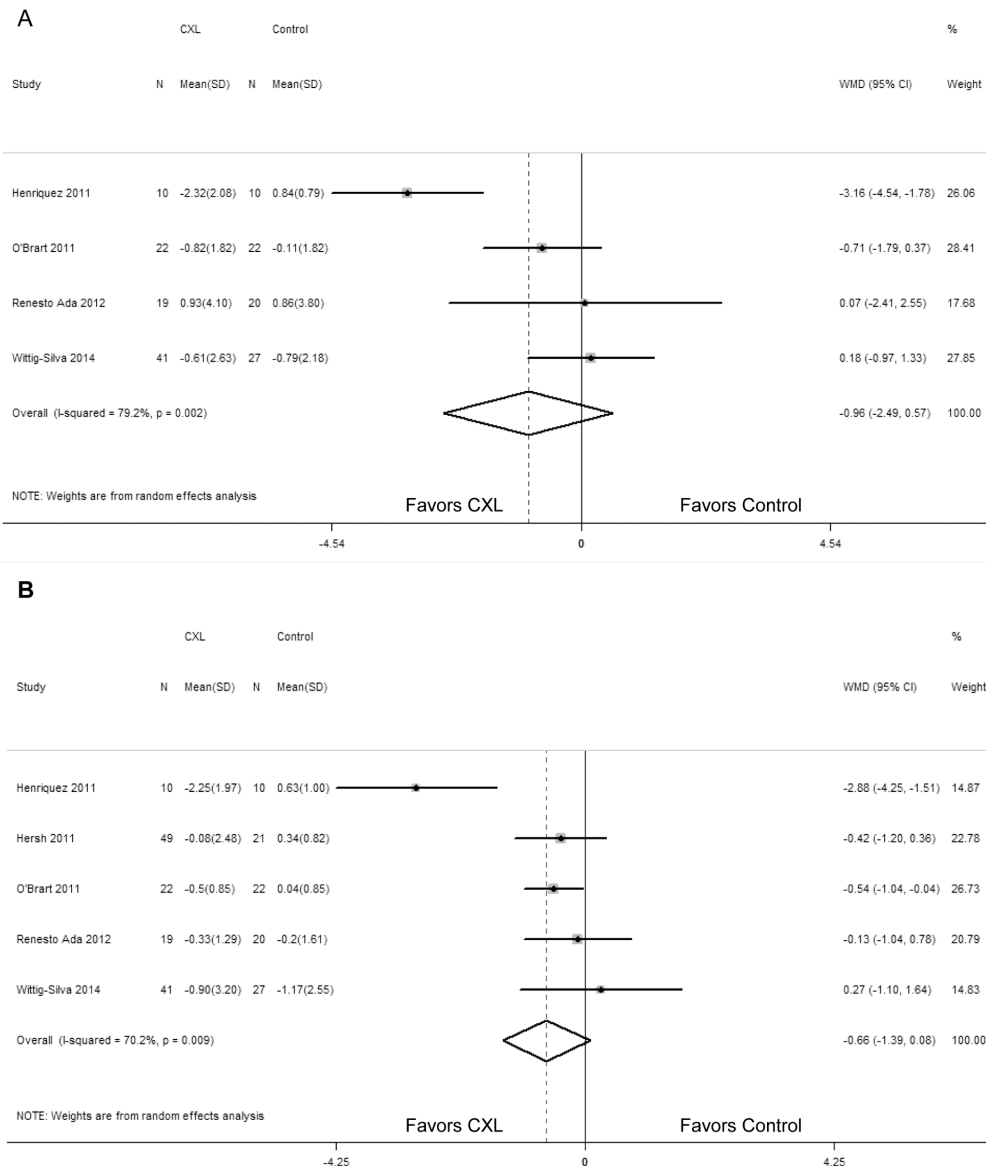 A
CXL Control %
Study N Mean(SD) N Mean(SD) WMD (95% CI) Weight
Henriquez 2011 10 -2.32(2.08) 10 0.84(0.79) -3.16 (-4.54, -1.78) 26.06
O'Brart 2011 22 -0.82(1.82) 22 -0.11(1.82) -0.71 (-1.79, 0.37) 28.41
Renesto Ada 2012 19 0.93(4.10) 20 0.86(3.80) 0.07 (-2.41, 2.55) 17.68
Wittig-Silva 2014 41 -0.61(2.63) 27 -0.79(2.18) 0.18 (-0.97, 1.33) 27.85
Overall (I-squared = 79.2%, p = 0.002) -0.96 (-2.49, 0.57) 100.00
NOTE: Weights are from random effects analysis
Favors CXL Favors Control
-4.54 0 4.54
B
CXL Control %
Study N Mean(SD) N Mean(SD) WMD (95% CI) Weight
Henriquez 2011 10 -2.25(1.97) 10 0.63(1.00) -2.88 (-4.25, -1.51) 14.87
Hersh 2011 49 -0.08(2.48) 21 0.34(0.82) -0.42 (-1.20, 0.36) 22.78
O'Brart 2011 22 -0.5(0.85) 22 0.04(0.85) -0.54 (-1.04, -0.04) 26.73
Renesto Ada 2012 19 -0.33(1.29) 20 -0.2(1.61) -0.13 (-1.04, 0.78) 20.79
Wittig-Silva 2014 41 -0.90(3.20) 27 -1.17(2.55) 0.27 (-1.10, 1.64) 14.83
Overall (I-squared = 70.2%, p = 0.009) -0.66 (-1.39, 0.08) 100.00
NOTE: Weights are from random effects analysis
Favors CXL Favors Control
-4.25 0 4.25